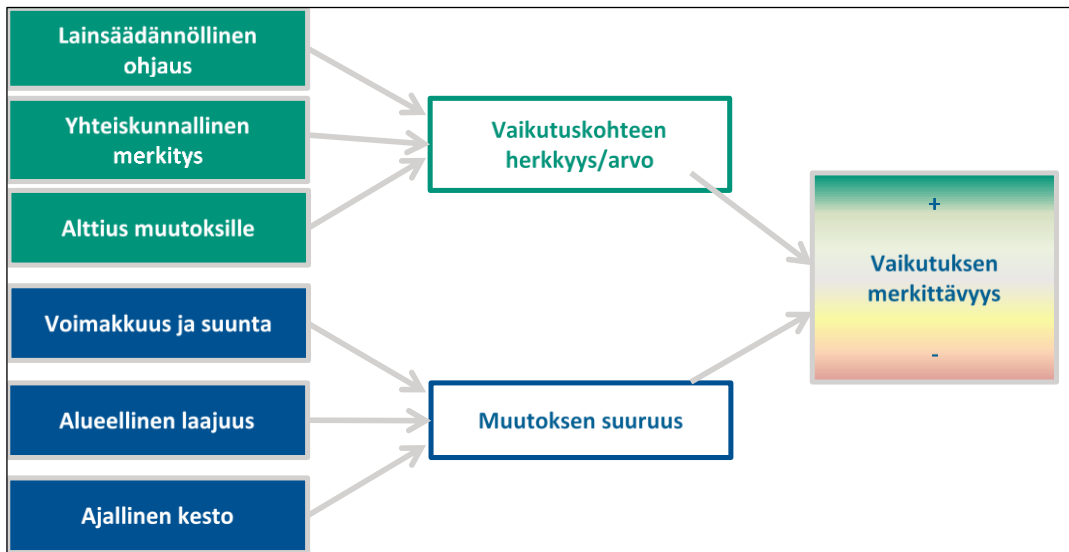 Lainsäädännöllinen
ohjaus
Yhteiskunnallinen
merkitys
Alttius muutoksille
Voimakkuus ja suunta
Alueellinen laajuus
Ajallinen kesto
Vaikutuskohteen
herkkyys/arvo
Muutoksen suuruus
+
Vaikutuksen
merkittävyys
-